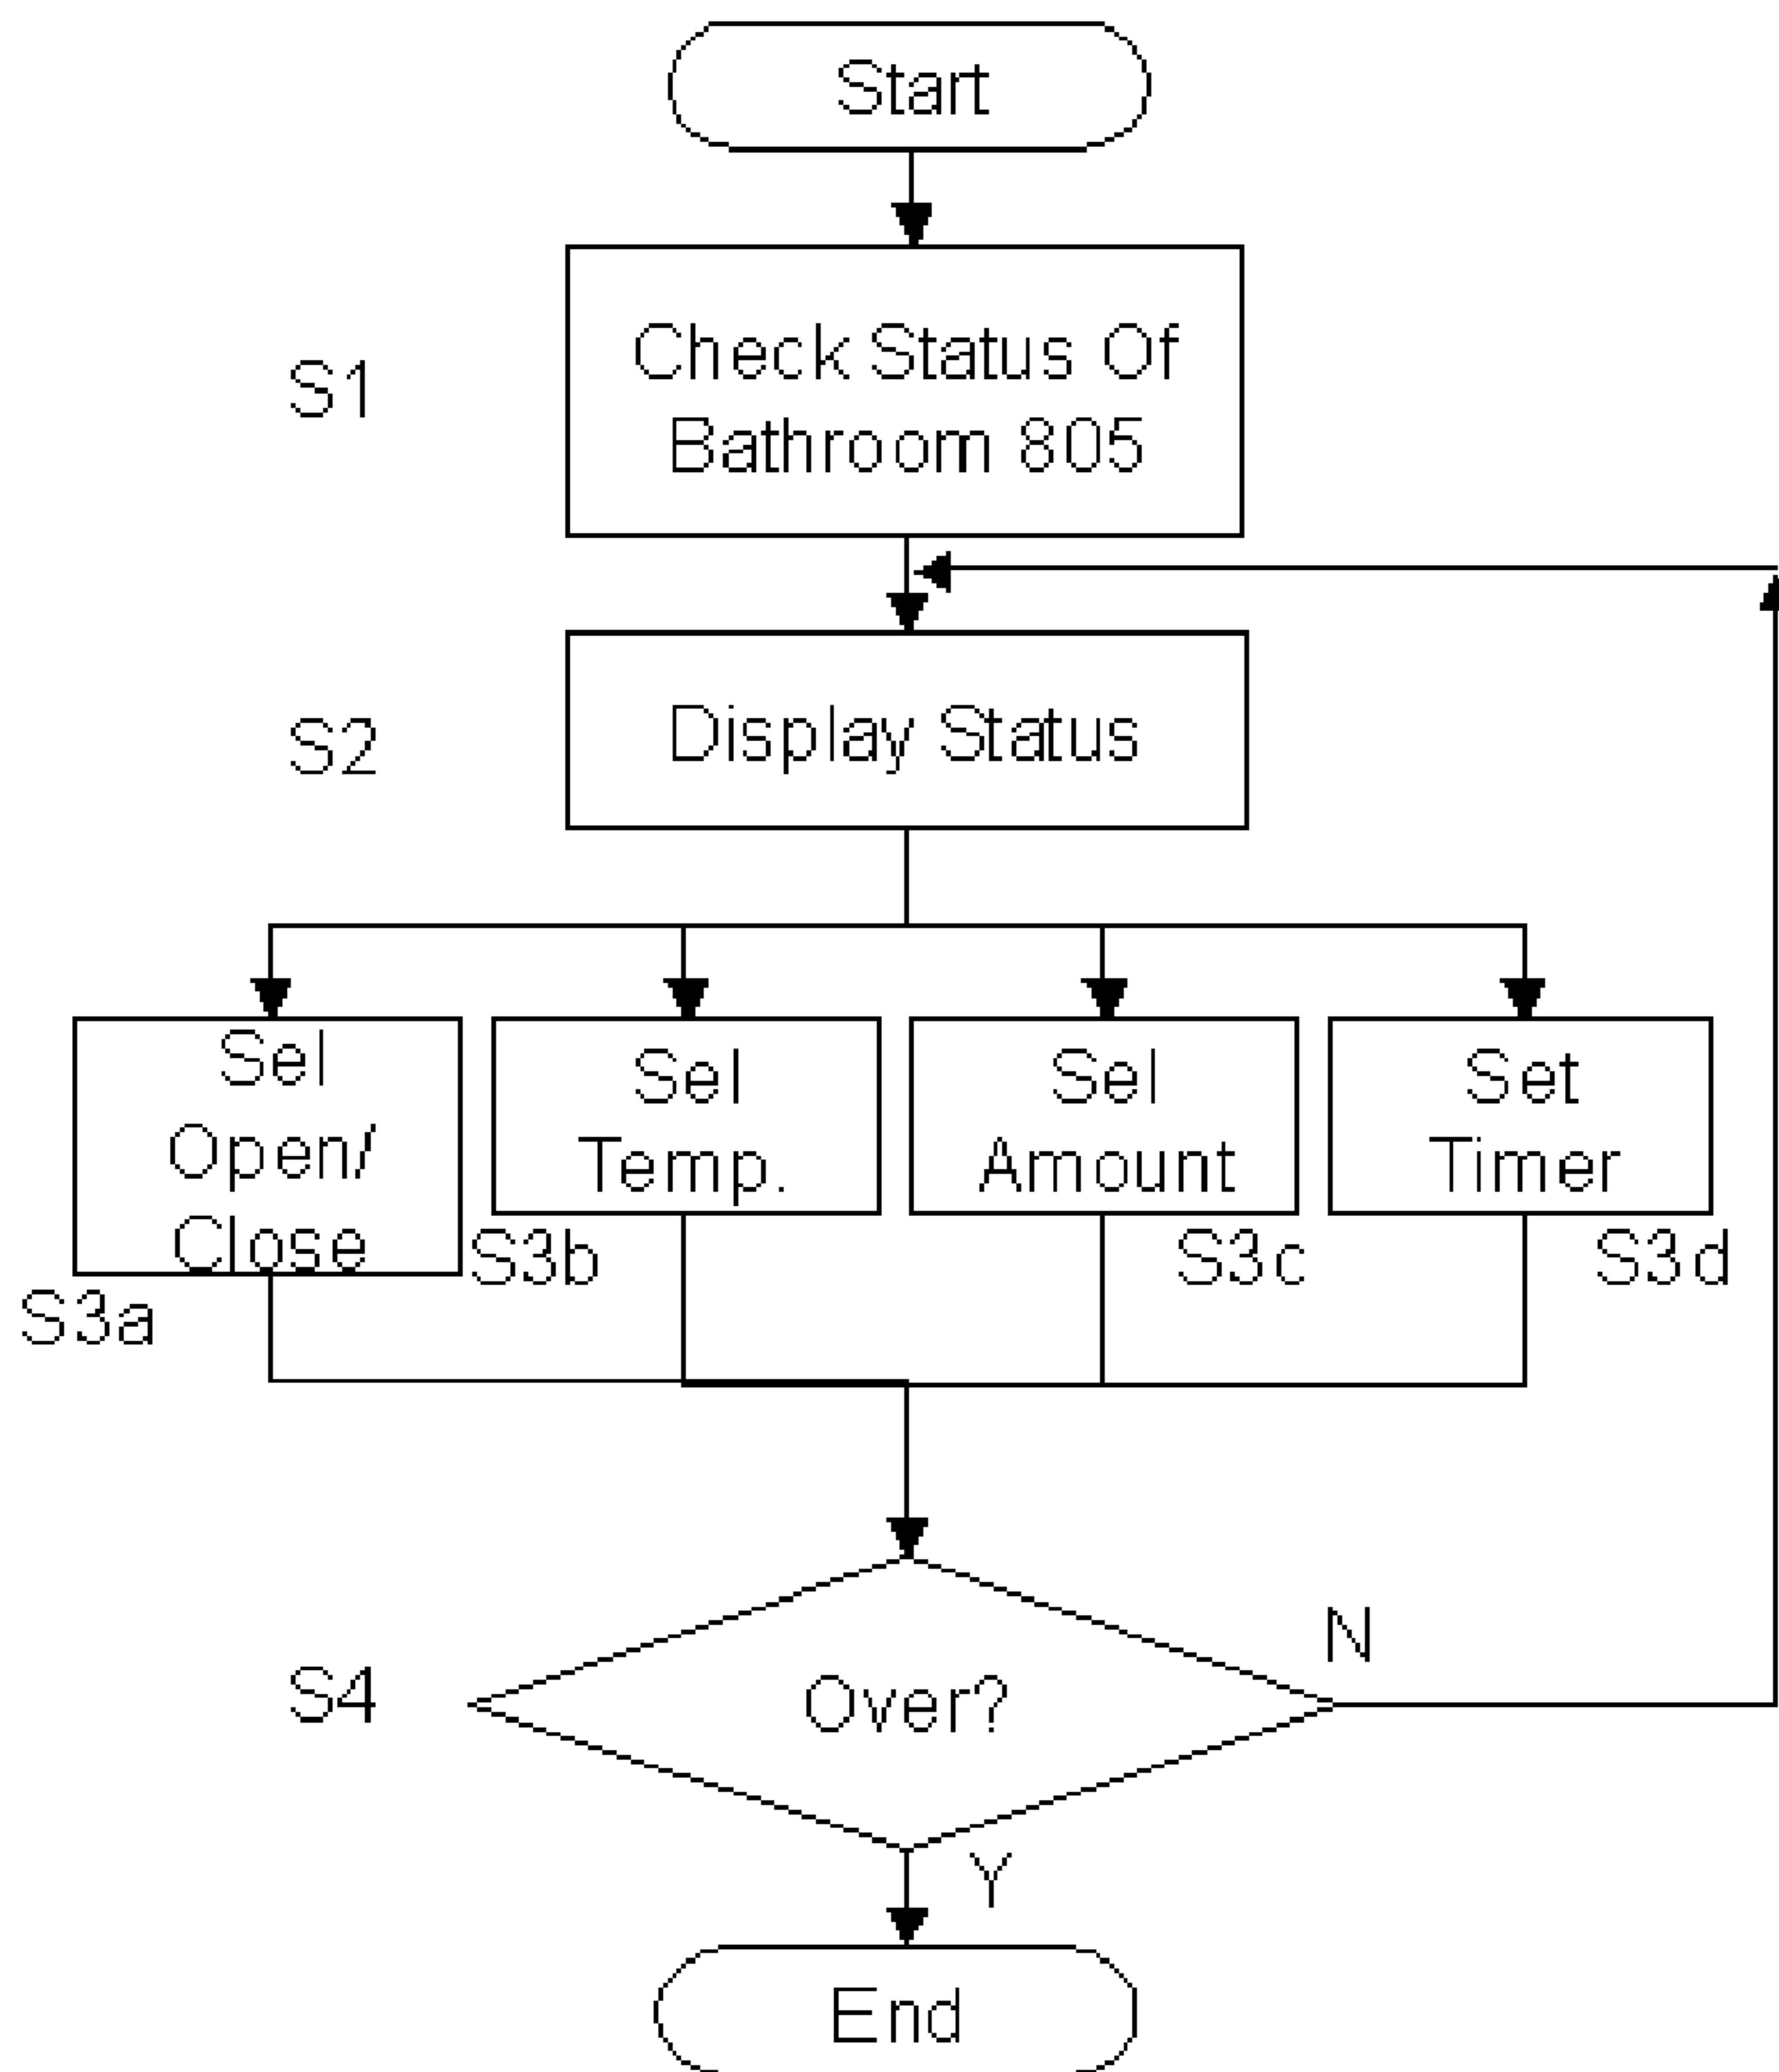 Start
S1
Check Status Of
Bathroom 805
S2
Display Status
Sel
Open/
Close
S3a
Sel
Temp.
S3b
Sel
Amount
S3c
Set
Timer
S3d
S4
Over?
N
Y
End